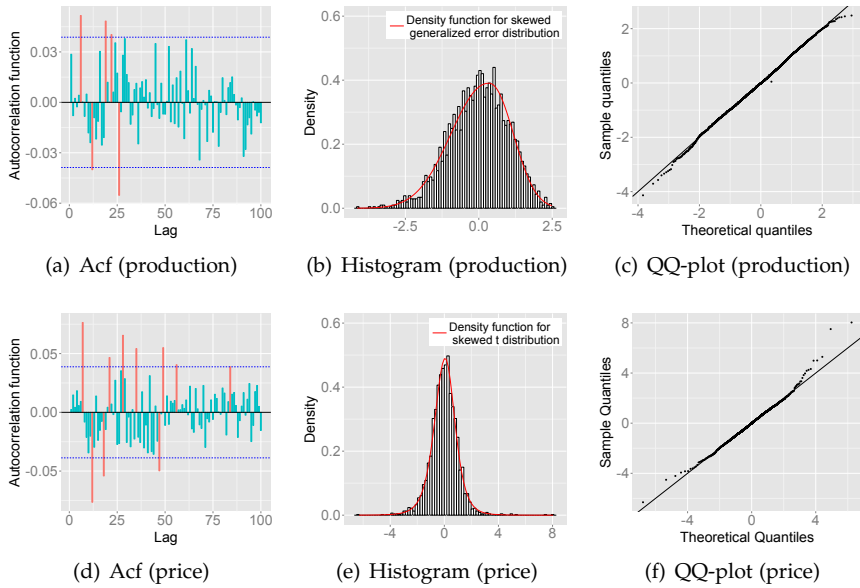 Autocorrelation function
0.03
0.00
-0.03
-0.06
0
25
50
75
100
Lag
(a) Acf (production)
Density function for skewed
generalized error distribution
Density
0.6
0.4
0.2
0.0
-2.5
0.0
2.5
(b) Histogram (production)
Sample quantiles
2
0
-2
-4
-4
-2
0
2
Theoretical quantiles
(c) QQ-plot (production)
Autocorrelation function
0.05
0.00
-0.05
0
25
50
75
100
Lag
(d) Acf (price)
Density function for
skewed t distribution
Density
0.6
0.4
0.2
0.0
-4
0
4
8
(e) Histogram (price)
Sample Quantiles
8
4
0
-4
-4
0
4
Theoretical Quantiles
(f) QQ-plot (price)